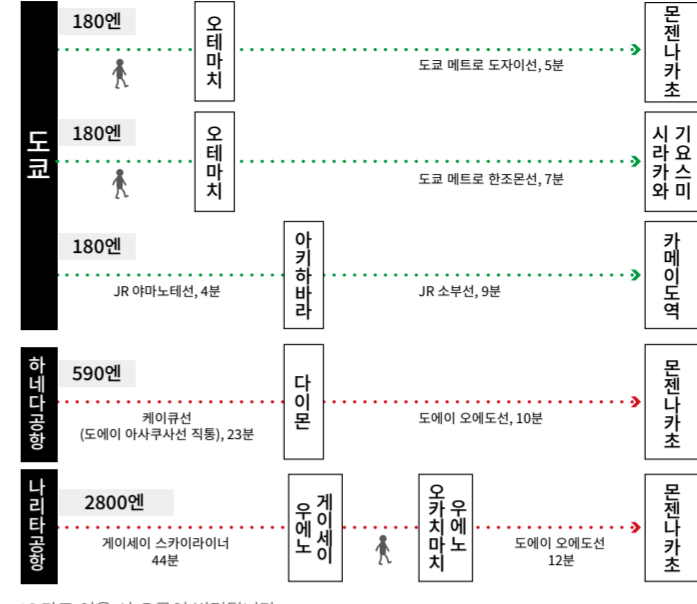 도쿄
180엔
오테마치
도쿄 메트로 도자이선, 5분
몬젠나카초
180엔
오테마치
도쿄 메트로 한조몬선, 7분
기요스미
시라카와
180엔
JR 야마노테선, 4분
아키하바라
JR 소부선, 9분
카메이도역
하네다공항
590엔
케이큐선
(도에이 아사쿠사선 직통), 23분
다이몬
도에이 오에도선, 10분
몬젠나카초
나리타공항
2800엔
게이세이 스카이라이너
44분
게이세이
우에노
우에노
오카치마치
도에이 오에도선
12분
몬젠나카초